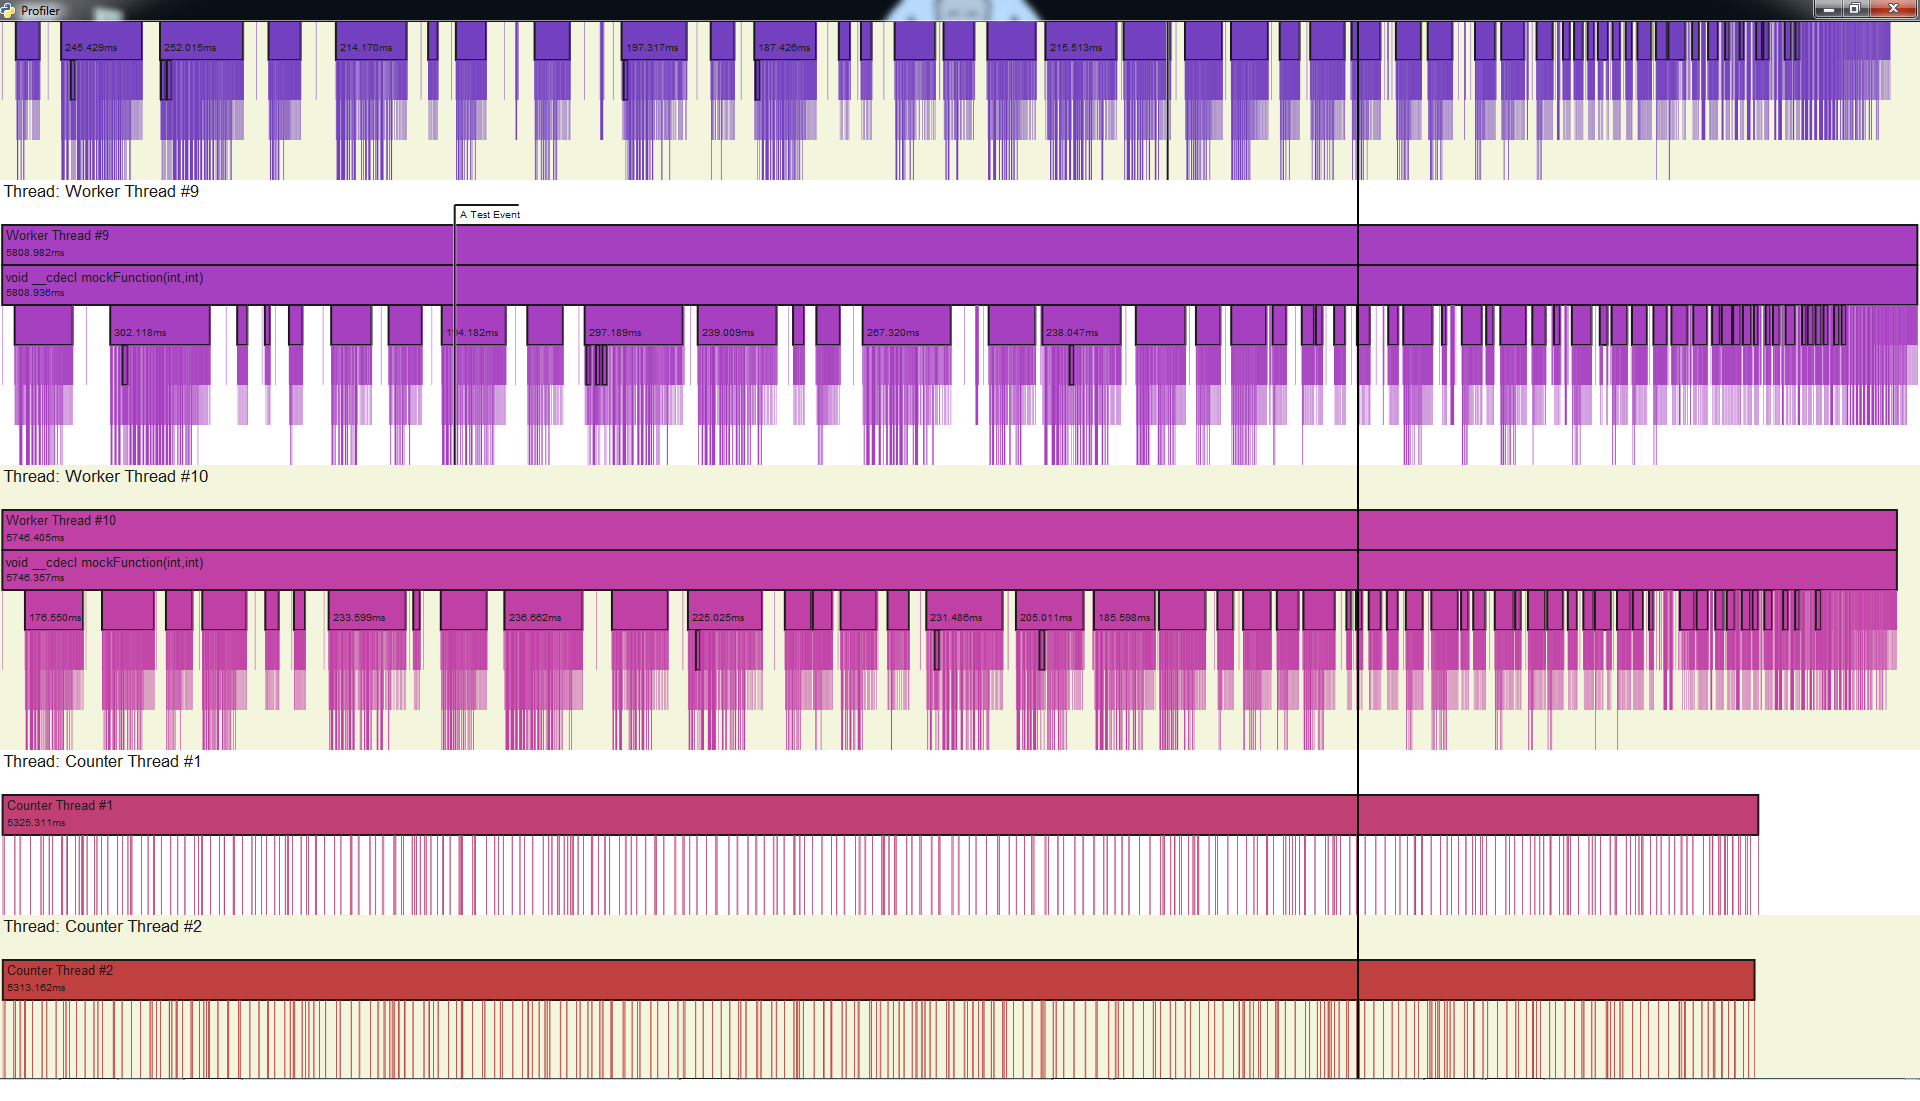 Profiler
245.429ms 252.015ms 214.170ms 197.317ms 187.426ms 215.513ms
Thread: Worker Thread #9
A Test Event
Worker Thread #9
5808.982ms
void __cdecl mockFunction(int,int)
5808.936ms
302.118ms 194.182ms 297.189ms 239.009ms 267.320ms 238.047ms
Thread: Worker Thread #10
Worker Thread #10
5746.405ms
void __cdecl mockFunction(int,int)
5746.357ms
176.550ms 233.599ms 236.662ms 225.025ms 231.486ms 205.011ms 185.598ms
Thread: Counter Thread #1
Counter Thread #1
5325.311ms
Thread: Counter Thread #2
Counter Thread #2
5313.162ms